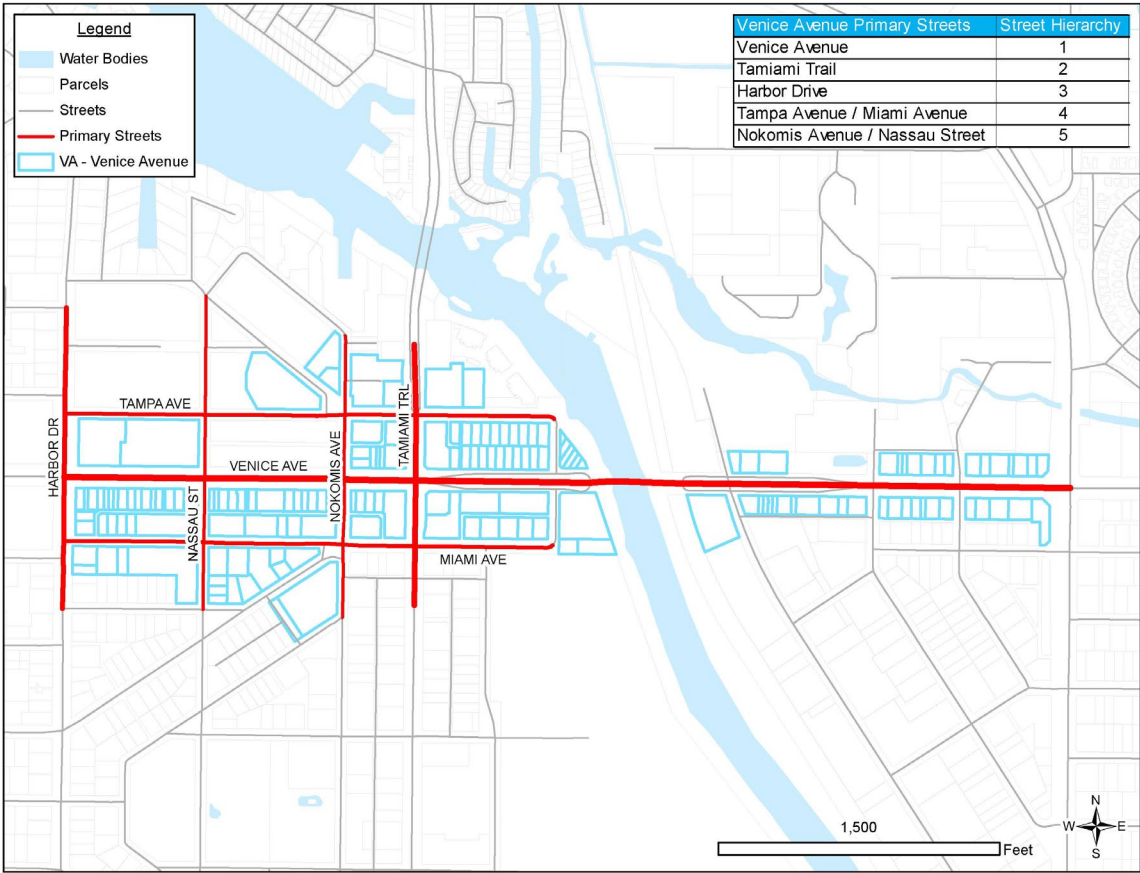 Legend
Water Bodies
Parcels
Streets
Primary Streets
VA - Venice Avenue
Venice Avenue Primary Streets Street Hierarchy
Venice Avenue 1
Tamiami Trail 2
Harbor Drive 3
Tampa Avenue / Miami Avenue 4
Nokomis Avenue / Nassau Street 5
TAMPA AVE
HARBOR DR
VENICE AVE
NASSAU ST
NOKOMIS AVE
TAMIAMI TRL
MIAMI AVE
1,500
Feet
N
W E
S